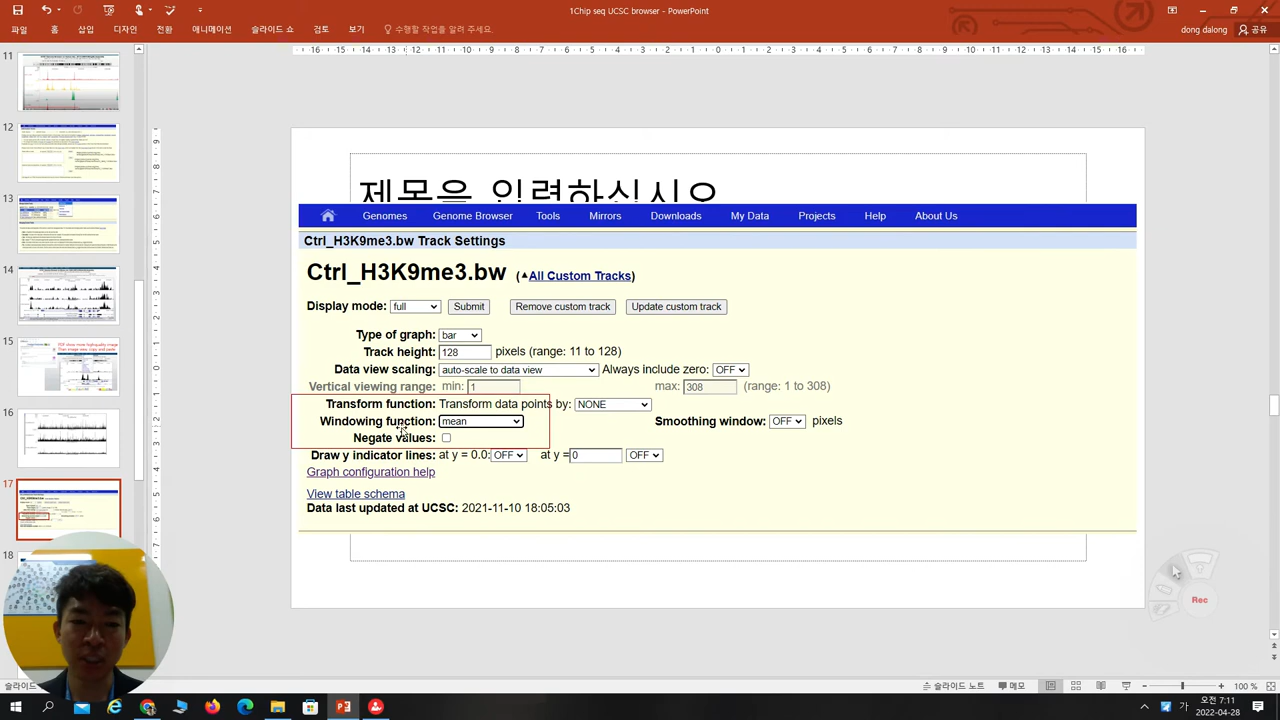 1Chip seq UCSC browser - PowerPoint
파일 홈 삽입 디자인 전환 애니메이션 슬라이드 쇼 검토 보기 수행할 작업을 알려 주세요.
dong dalong 공유
제목을 입력하십시오
Genomes Genome Browser Tools Mirrors Downloads My Data Projects Help About Us
Ctrl_H3K9me3.bw Track Settings
Ctrl_H3K9me3.bw (▲All Custom Tracks)
Display mode: full Submit Remove custom track Update custom track
Type of graph: bar
Track height: 128 pixels (range: 11 to 128)
Data view scaling: auto-scale to data view Always include zero: OFF
Vertical viewing range: min: 1 max: 308 (range: 1 to 308)
Transform function: Transform data points by: NONE
Windowing function: mean Smoothing window: OFF pixels
Negate values:
Draw y indicator lines: at y = 0.0: OFF at y = 0 OFF
Graph configuration help
View table schema
Data last updated at UCSC: 2021-11-10 18:05:03
11
13
16
17
18
Rec
슬라이드 슬라이드 노트 메모 100 %
오전 7:11
2022-04-28